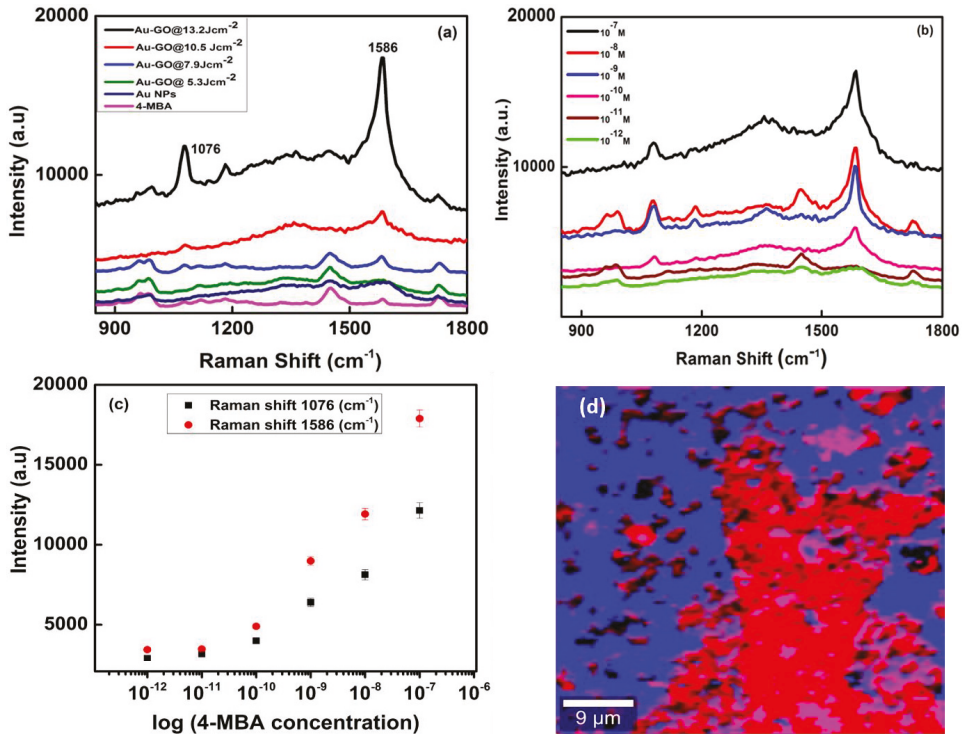 20000
(a)
Au-GO@13.2Jcm-2
Au-GO@10.5 Jcm-2
Au-GO@7.9Jcm-2
Au-GO@ 5.3Jcm-2
Au NPs
4-MBA
1586
1076
10000
Intensity (a.u)
900 1200 1500 1800
Raman Shift (cm-1)
20000
(b)
10-7M
10-8M
10-9M
10-10M
10-11M
10-12M
10000
Intensity (a.u.)
900 1200 1500 1800
Raman Shift (cm-1)
20000
(c)
Raman shift 1076 (cm-1)
Raman shift 1586 (cm-1)
15000
10000
5000
Intensity (a.u)
10-12 10-11 10-10 10-9 10-8 10-7 10-6
log (4-MBA concentration)
(d)
9 µm